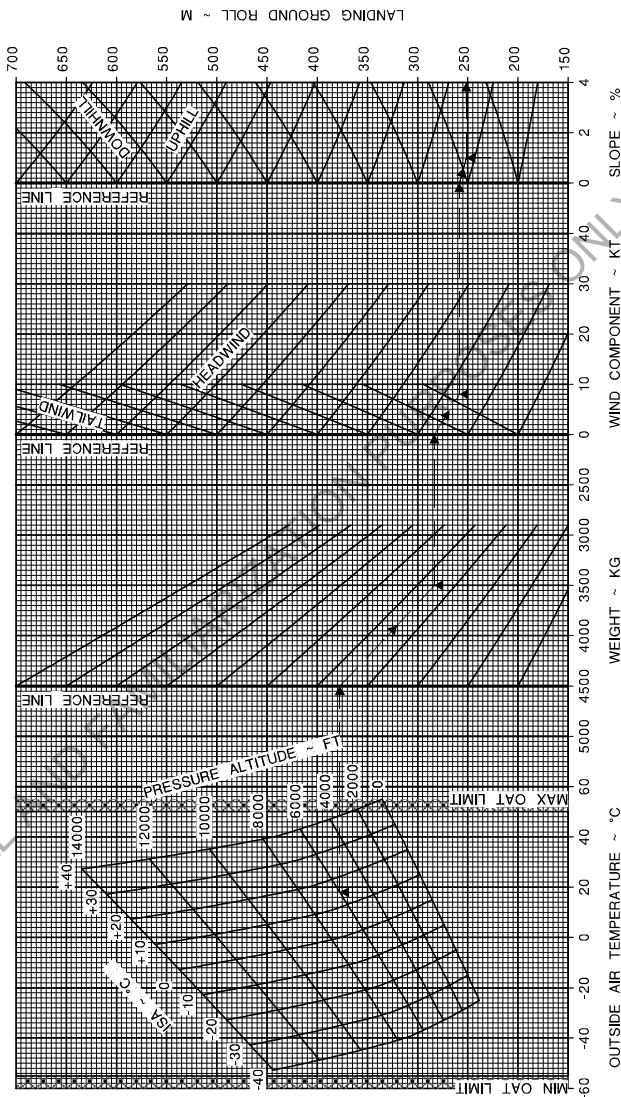 LANDING GROUND ROLL ~ M
700 650 600 550 500 450 400 350 300 250 200 150
DOWNHILL
UPHILL
REFERENCE LINE
0 2 4
SLOPE ~ %
TAILWIND
HEADWIND
REFERENCE LINE
0 10 20 30 40
WIND COMPONENT ~ KT
REFERENCE LINE
5000 4500 4000 3500 3000 2500
WEIGHT ~ KG
PRESSURE ALTITUDE ~ FT
14000
12000
10000
8000
6000
4000
2000
0
ISA ~ °C
+40
+30
+20
+10
0
-10
-20
-30
-40
MIN OAT LIMIT
MAX OAT LIMIT
-60 -40 -20 0 20 40 60
OUTSIDE AIR TEMPERATURE ~ °C
AND FAMILIARIZATION PURPOSES ONLY